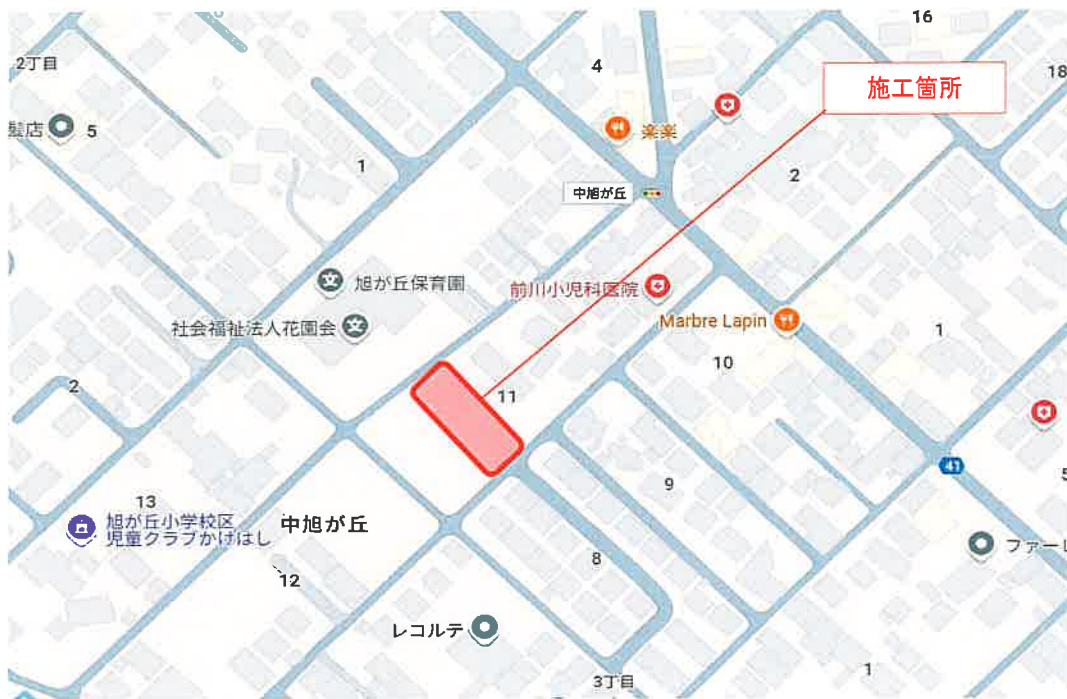 16
2丁目
4
18
施工箇所
髪店
5
楽楽
1
2
中旭が丘
旭が丘保育園
前川小児科医院
社会福祉法人花園会
Marbre Lapin
1
10
2
11
41
5
9
13
旭が丘小学校区
児童クラブかけはし
中旭が丘
ファーレ
8
12
レコルテ
1
3丁目